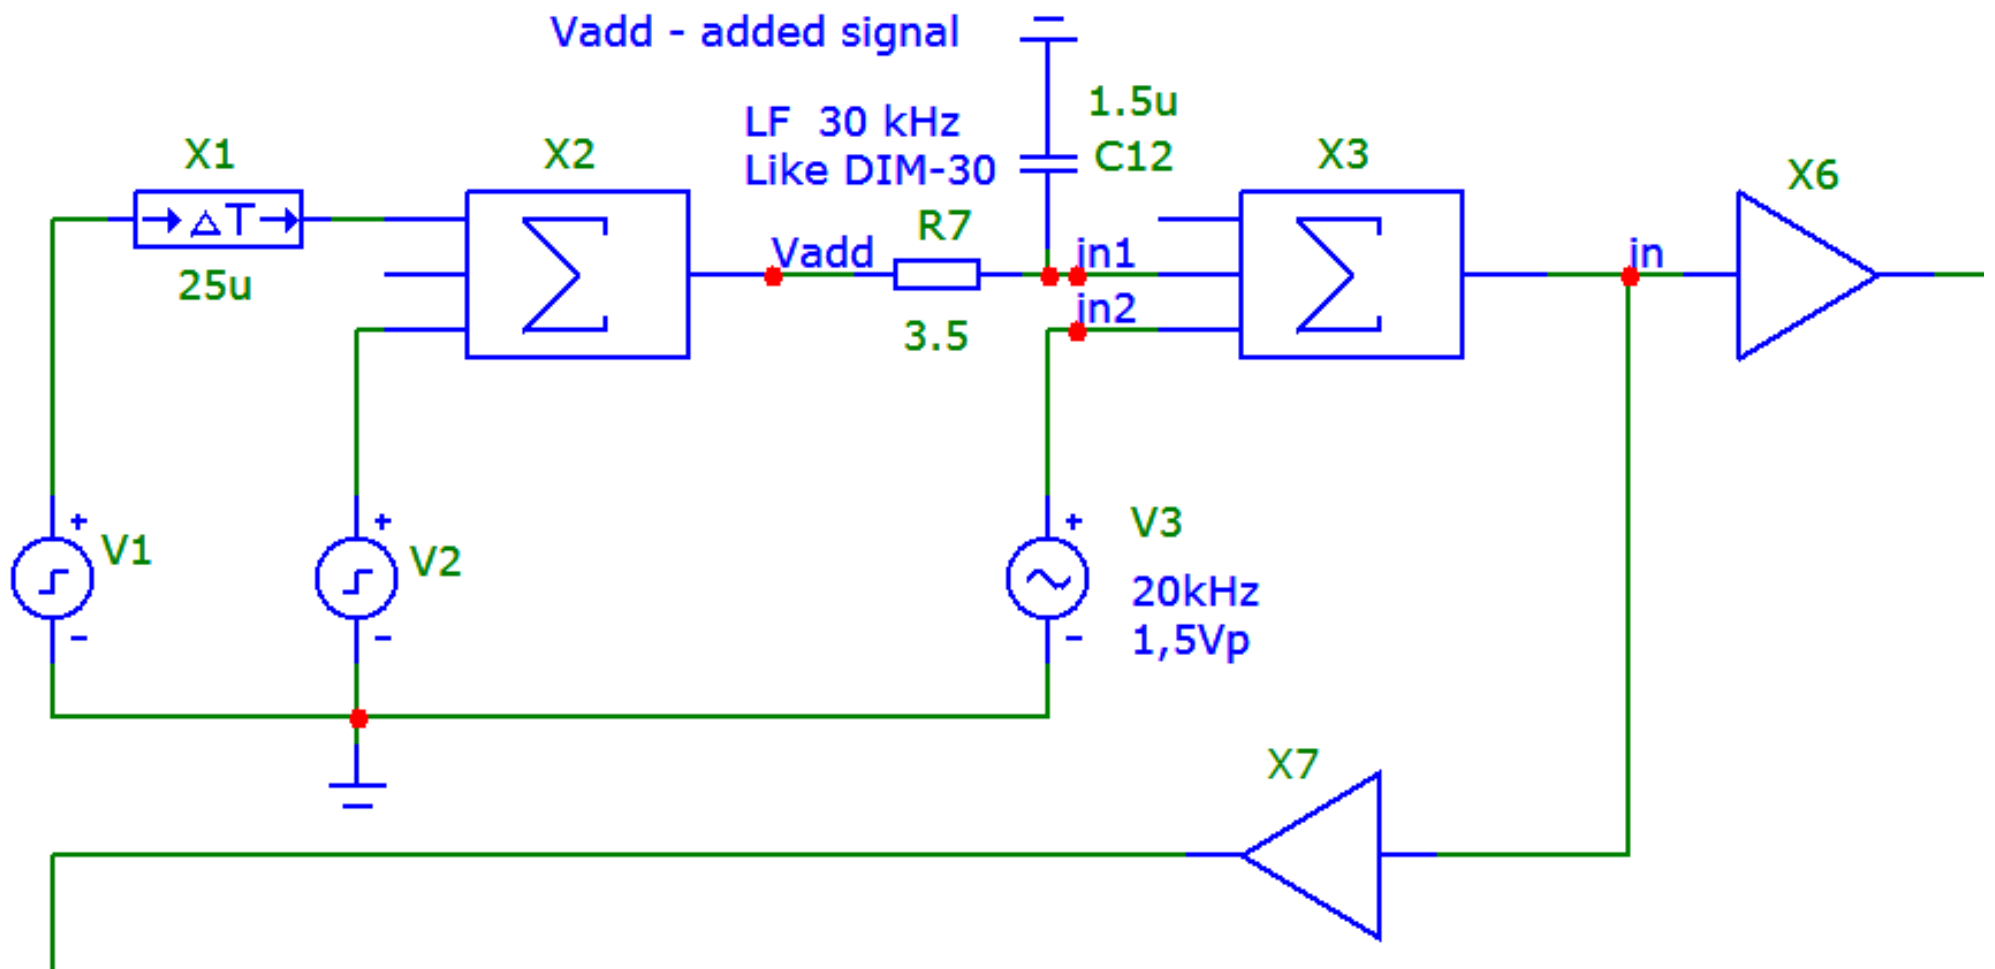 Vadd - added signal
1.5u
LF 30 kHz
C12
Like DIM-30
X1
X2
X3
X6
ΔT
25u
Σ
Vadd
R7
3.5
in1
in2
Σ
in
+
V1
-
+
V2
-
+
V3
20kHz
1,5Vp
-
X7